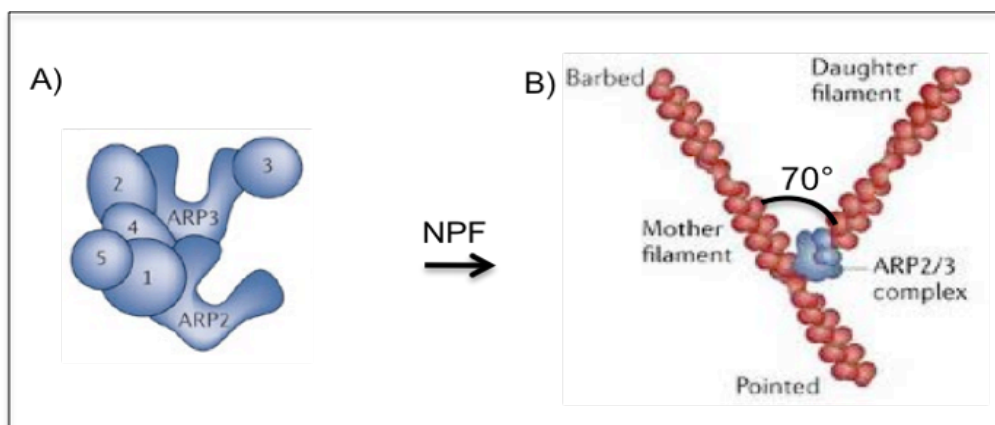 A)
2
3
ARP3
4
5
1
ARP2
NPF
B)
Barbed
Daughter
filament
70°
Mother
filament
ARP2/3
complex
Pointed